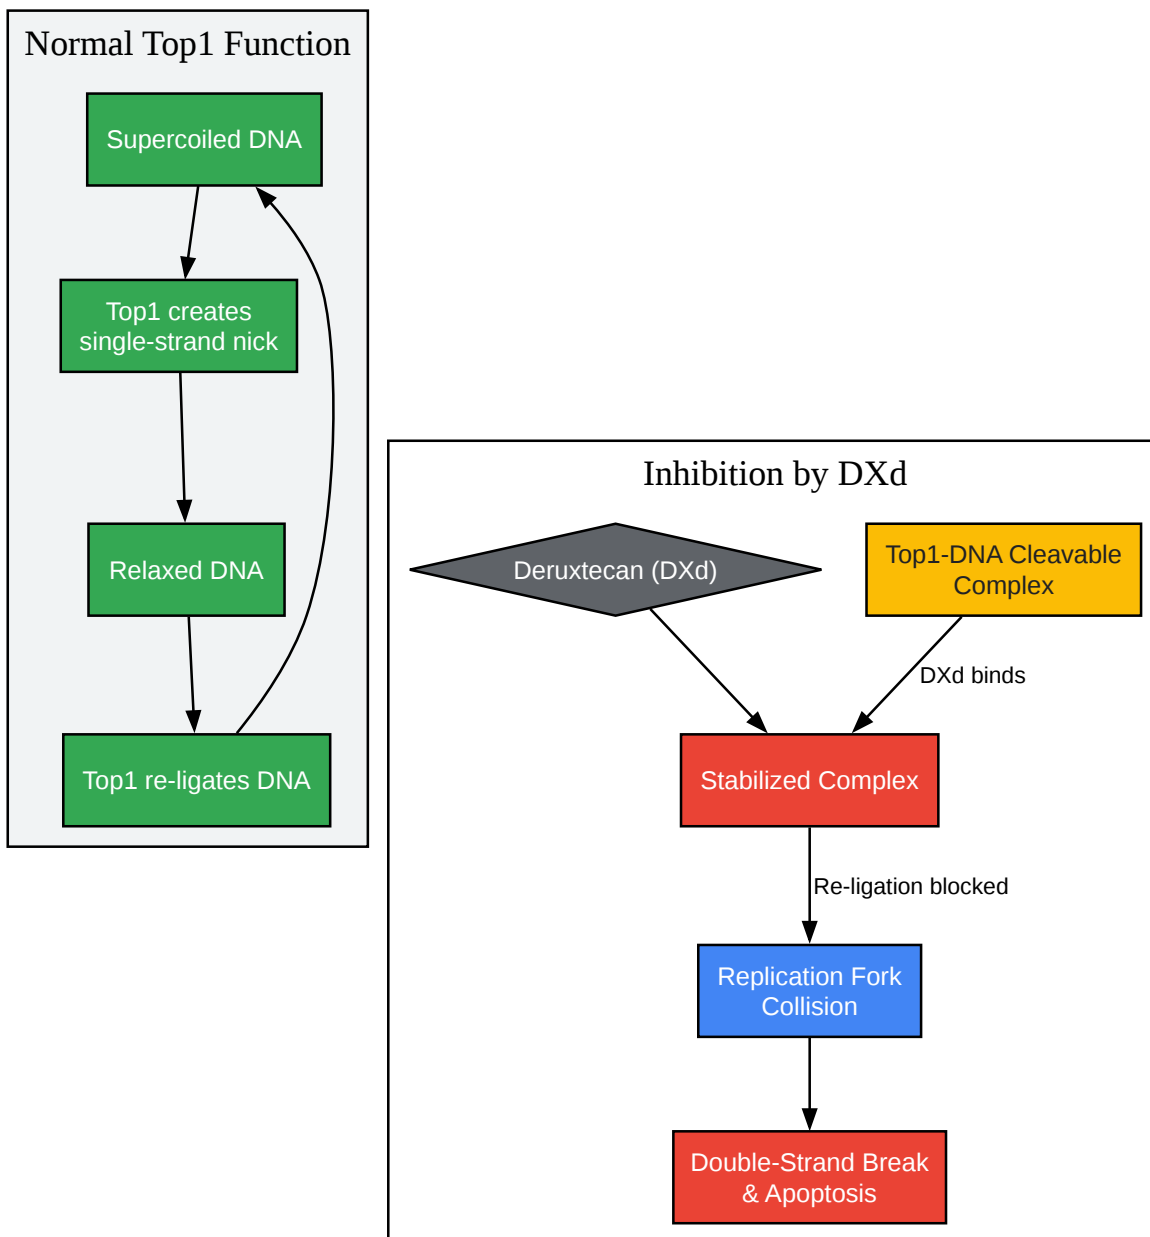 Normal Top1 Function
Supercoiled DNA
Top1 creates
single-strand nick
Relaxed DNA
Top1 re-ligates DNA
Inhibition by DXd
Deruxtecan (DXd)
Top1-DNA Cleavable
Complex
DXd binds
Stabilized Complex
Re-ligation blocked
Replication Fork
Collision
Double-Strand Break
& Apoptosis